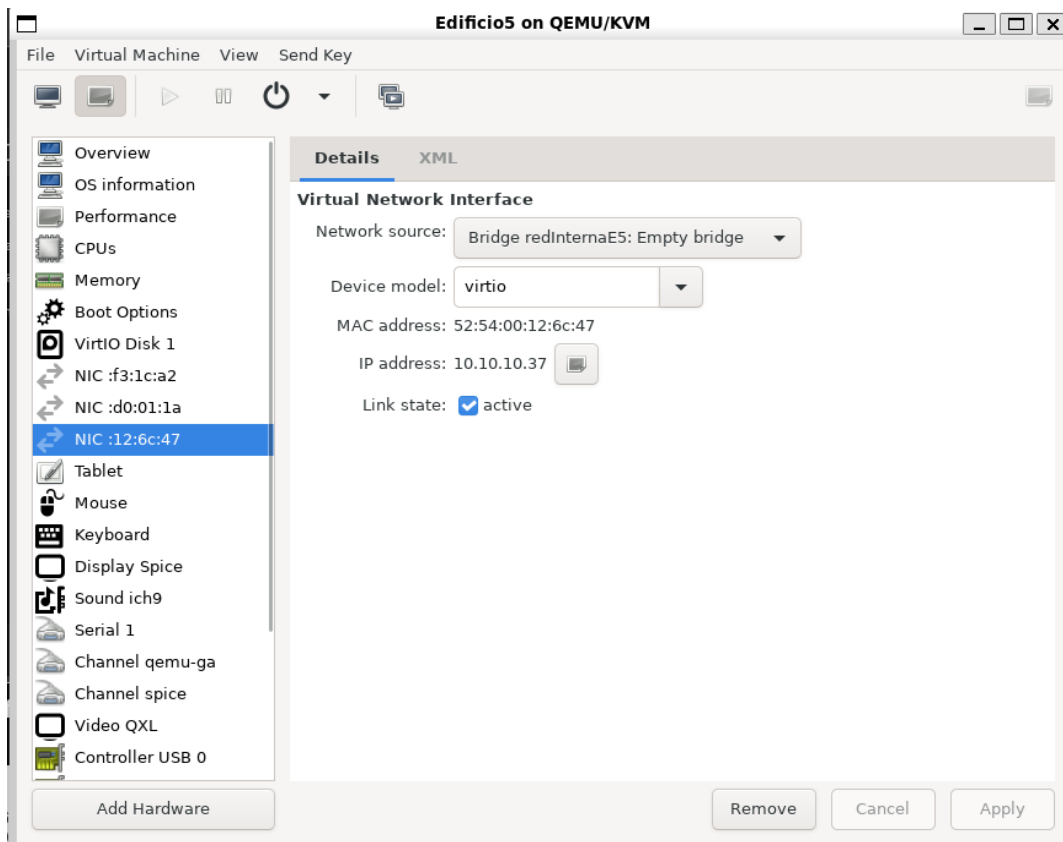 Edificio5 on QEMU/KVM
File Virtual Machine View Send Key
Overview
OS information
Performance
CPUs
Memory
Boot Options
VirtIO Disk 1
NIC :f3:1c:a2
NIC :d0:01:1a
NIC :12:6c:47
Tablet
Mouse
Keyboard
Display Spice
Sound ich9
Serial 1
Channel qemu-ga
Channel spice
Video QXL
Controller USB 0
Add Hardware
Details XML
Virtual Network Interface
Network source: Bridge redInternaE5: Empty bridge
Device model: virtio
MAC address: 52:54:00:12:6c:47
IP address: 10.10.10.37
Link state: active
Remove Cancel Apply